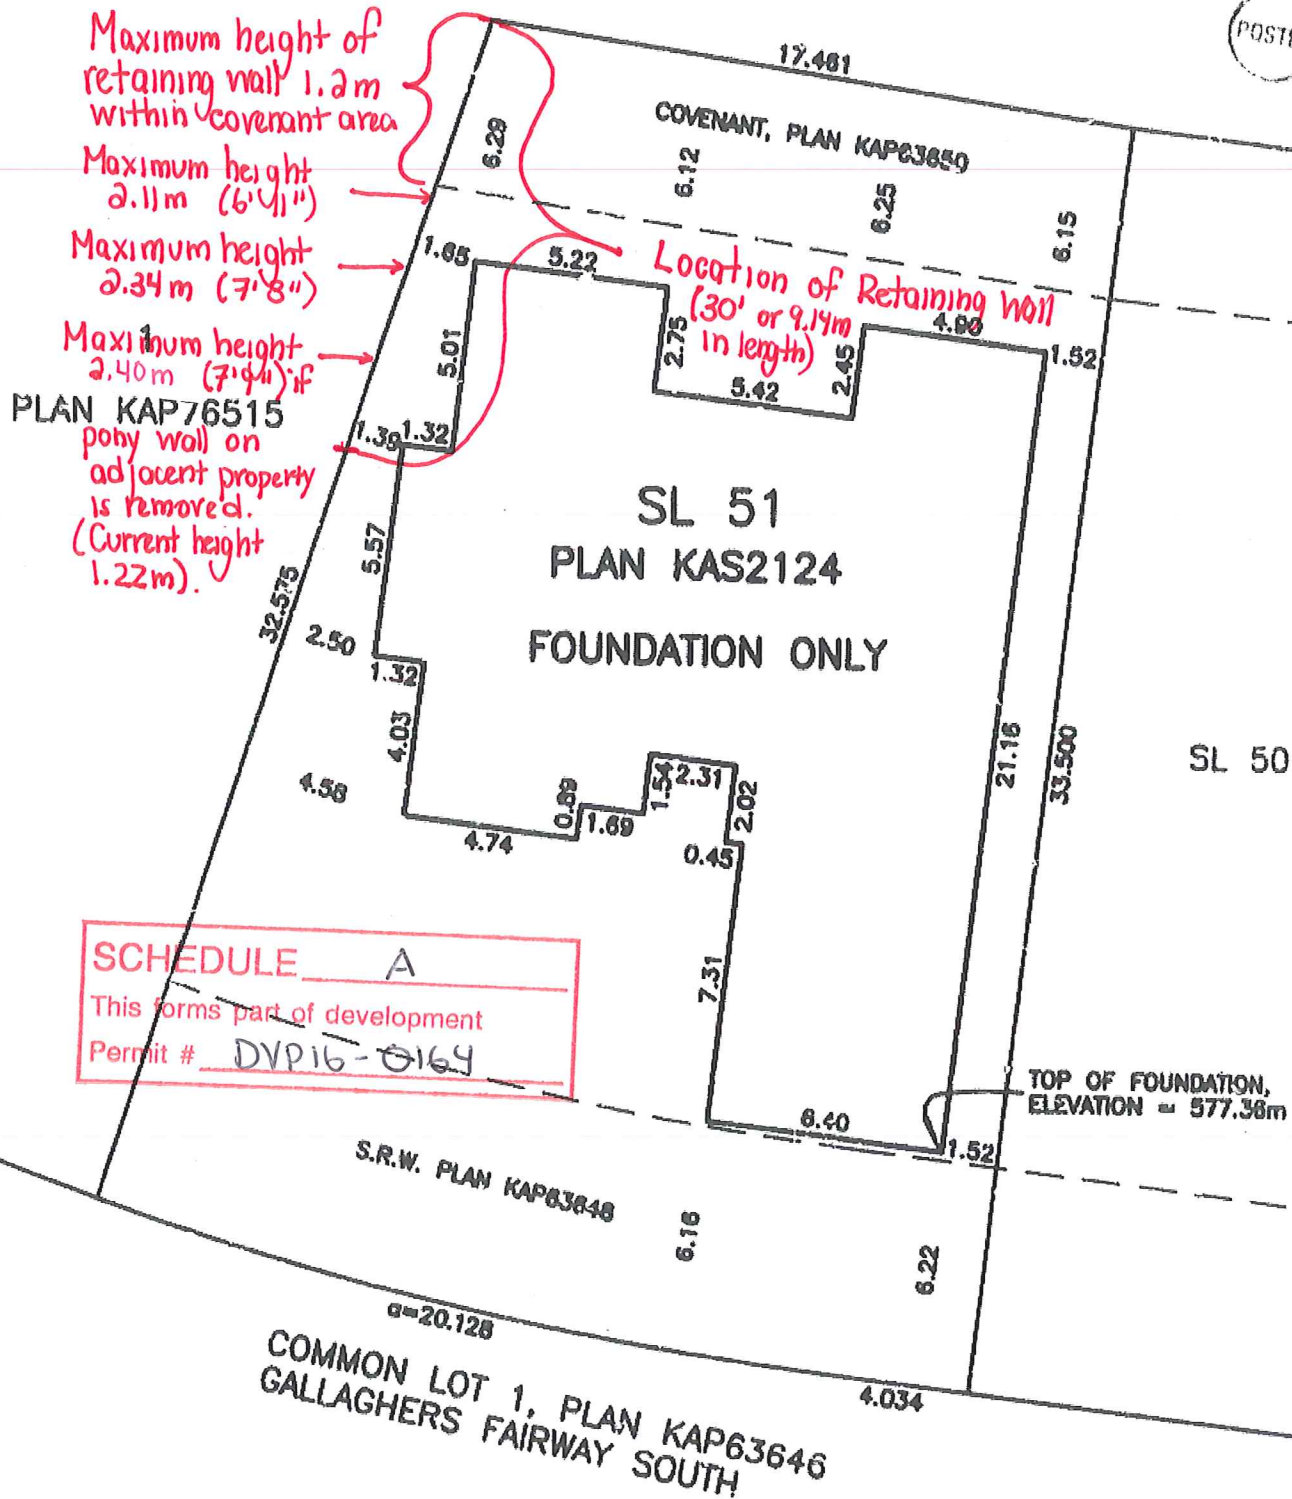 Maximum height of
retaining wall 1.2m
within covenant area
Maximum height
2.11m (6'11")
Maximum height
2.34m (7'8")
Maximum height
2.40m (7'9") if
PLAN KAP76515
pony wall on
adjacent property
is removed.
(Current height
1.22m).
17.461
COVENANT, PLAN KAP63650
6.29
6.12
6.25
6.15
1.65
5.22
Location of Retaining Wall
(30' or 9.14m
in length)
5.01
2.75
5.42
2.45
1.52
1.32
SL 51
PLAN KAS2124
FOUNDATION ONLY
5.57
32.575
2.50
1.32
4.03
4.58
4.74
0.89
1.69
1.54
2.31
2.02
0.45
7.31
21.16
33.500
SL 50
SCHEDULE A
This forms part of development
Permit # DVP16-0164
TOP OF FOUNDATION,
ELEVATION = 577.36m
6.40
1.52
S.R.W. PLAN KAP63648
6.16
6.22
a=20.128
4.034
COMMON LOT 1, PLAN KAP63646
GALLAGHERS FAIRWAY SOUTH